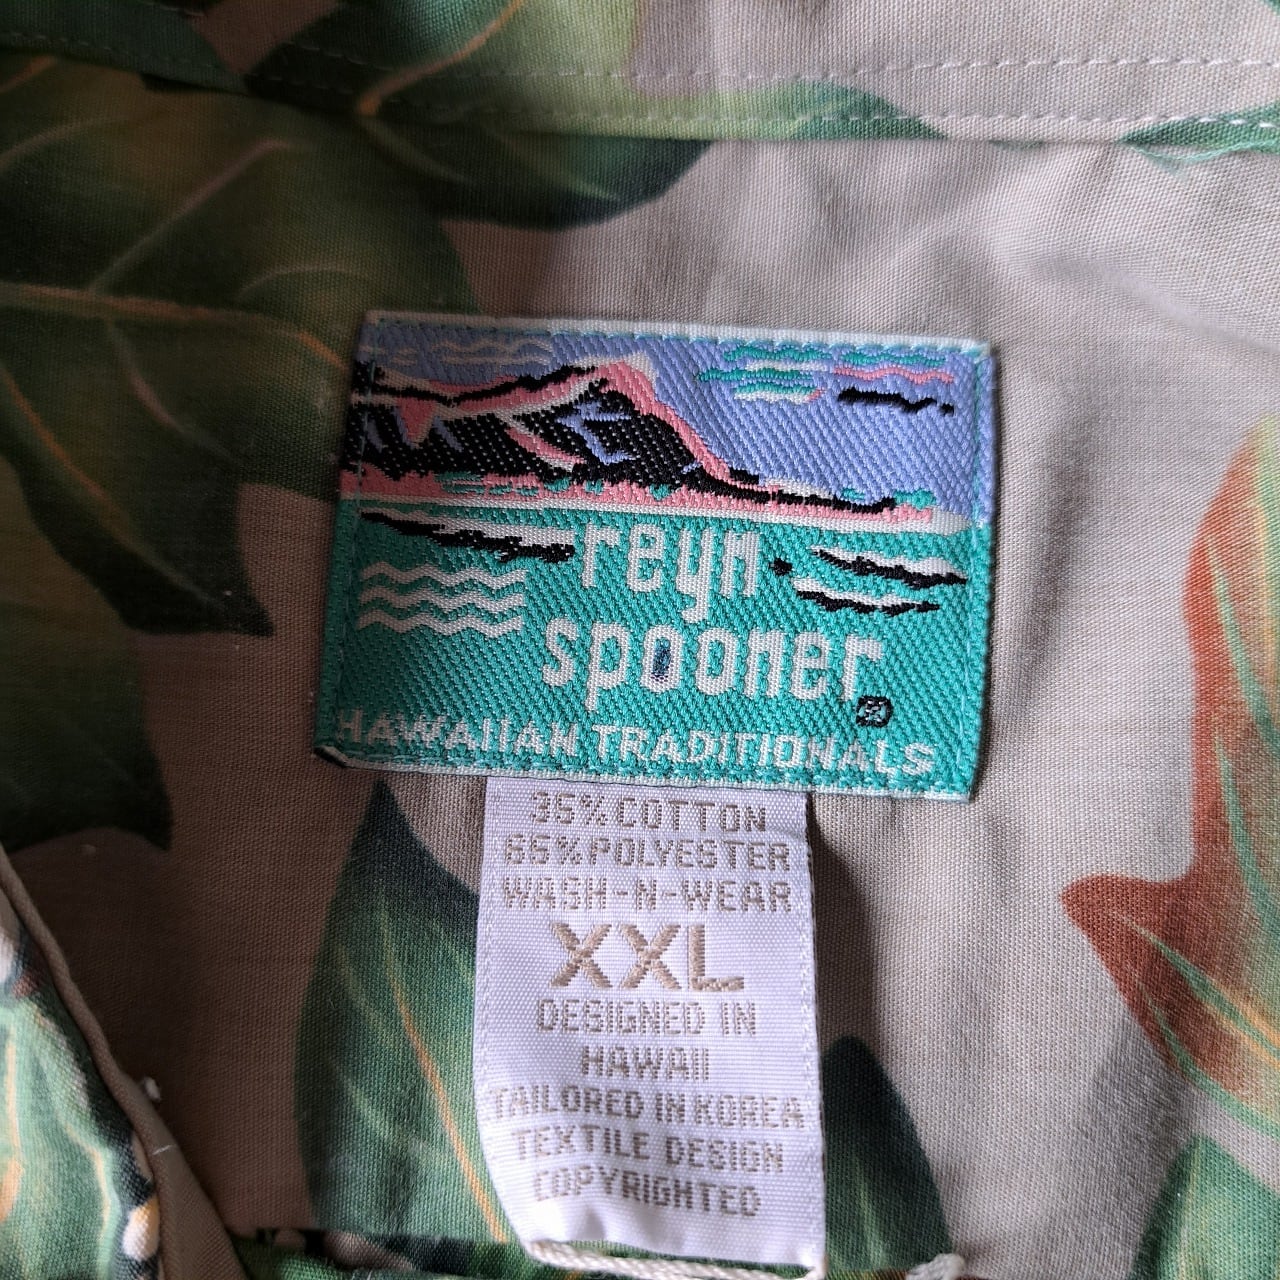 reyn
spooner®
HAWAIIAN TRADITIONALS
35% COTTON
65% POLYESTER
WASH-N-WEAR
XXL
DESIGNED IN
HAWAII
TAILORED IN KOREA
TEXTILE DESIGN
COPYRIGHTED